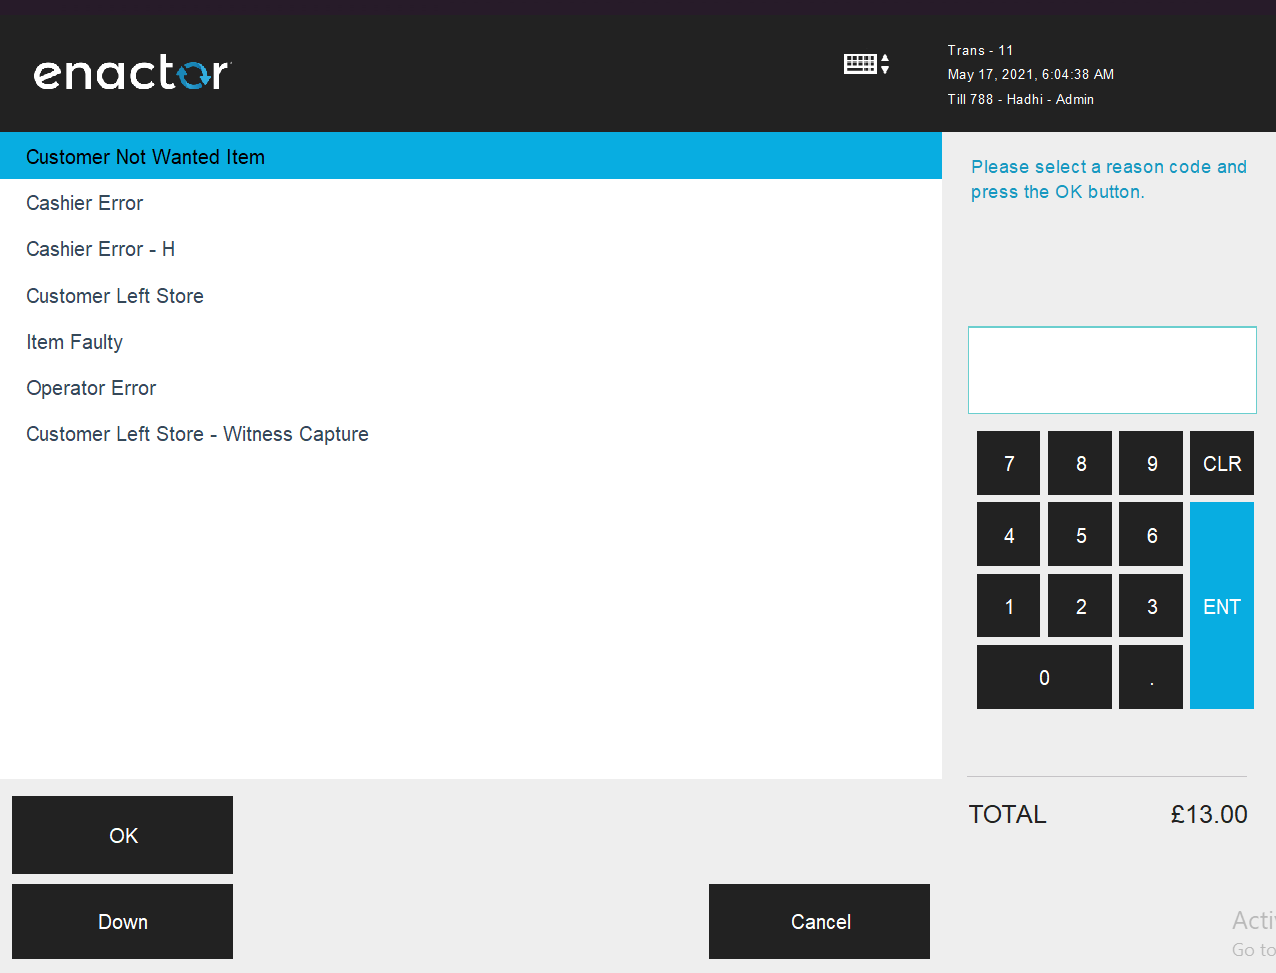 enactor
Trans - 11
May 17, 2021, 6:04:38 AM
Till 788 - Hadhi - Admin
Customer Not Wanted Item
Cashier Error
Cashier Error - H
Customer Left Store
Item Faulty
Operator Error
Customer Left Store - Witness Capture
Please select a reason code and
press the OK button.
7 8 9 CLR
4 5 6
1 2 3 ENT
0 .
TOTAL £13.00
OK
Down
Cancel
Go to